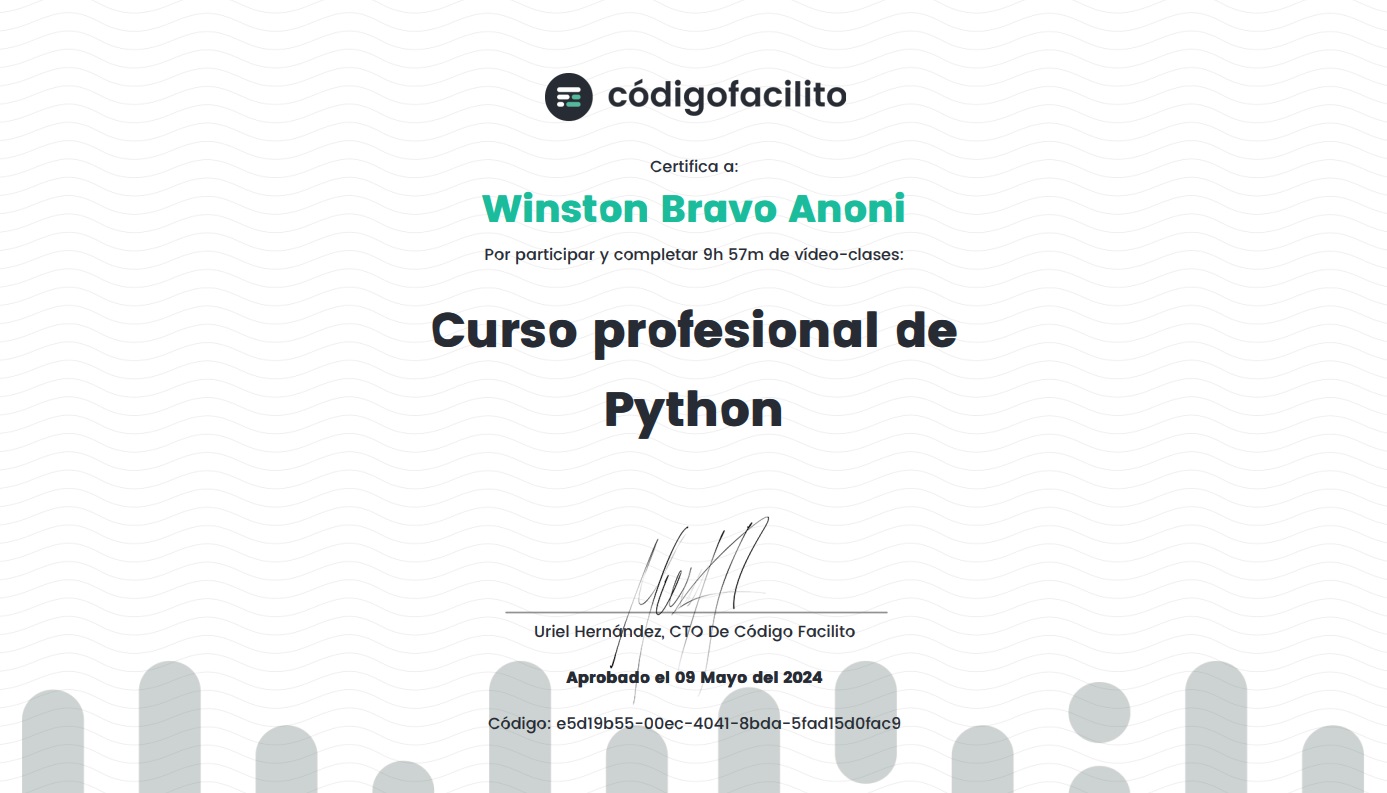 códigofacilito
Certifica a:
Winston Bravo Anoni
Por participar y completar 9h 57m de vídeo-clases:
Curso profesional de
Python
Uriel Hernández, CTO De Código Facilito
Aprobado el 09 Mayo del 2024
Código: e5d19b55-00ec-4041-8bda-5fad15d0fac9